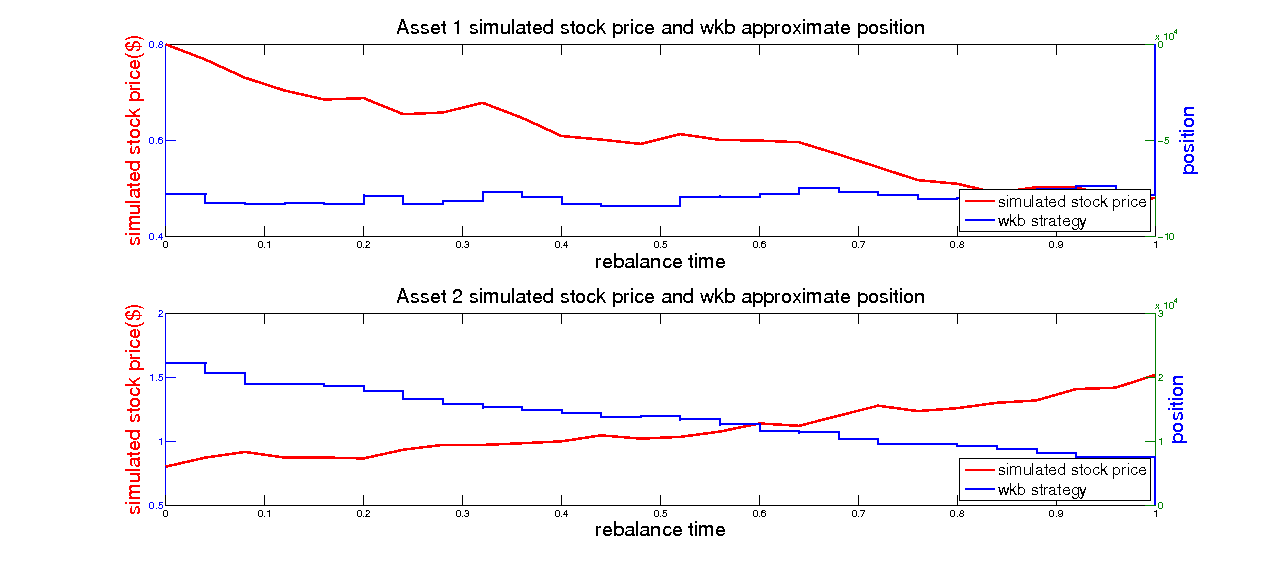 Asset 1 simulated stock price and wkb approximate position
x 10^4
simulated stock price($)
0.8
0.6
0.4
0
-5
-10
position
simulated stock price
wkb strategy
0 0.1 0.2 0.3 0.4 0.5 0.6 0.7 0.8 0.9 1
rebalance time
Asset 2 simulated stock price and wkb approximate position
x 10^4
simulated stock price($)
2
1.5
1
0.5
3
2
1
0
position
simulated stock price
wkb strategy
0 0.1 0.2 0.3 0.4 0.5 0.6 0.7 0.8 0.9 1
rebalance time